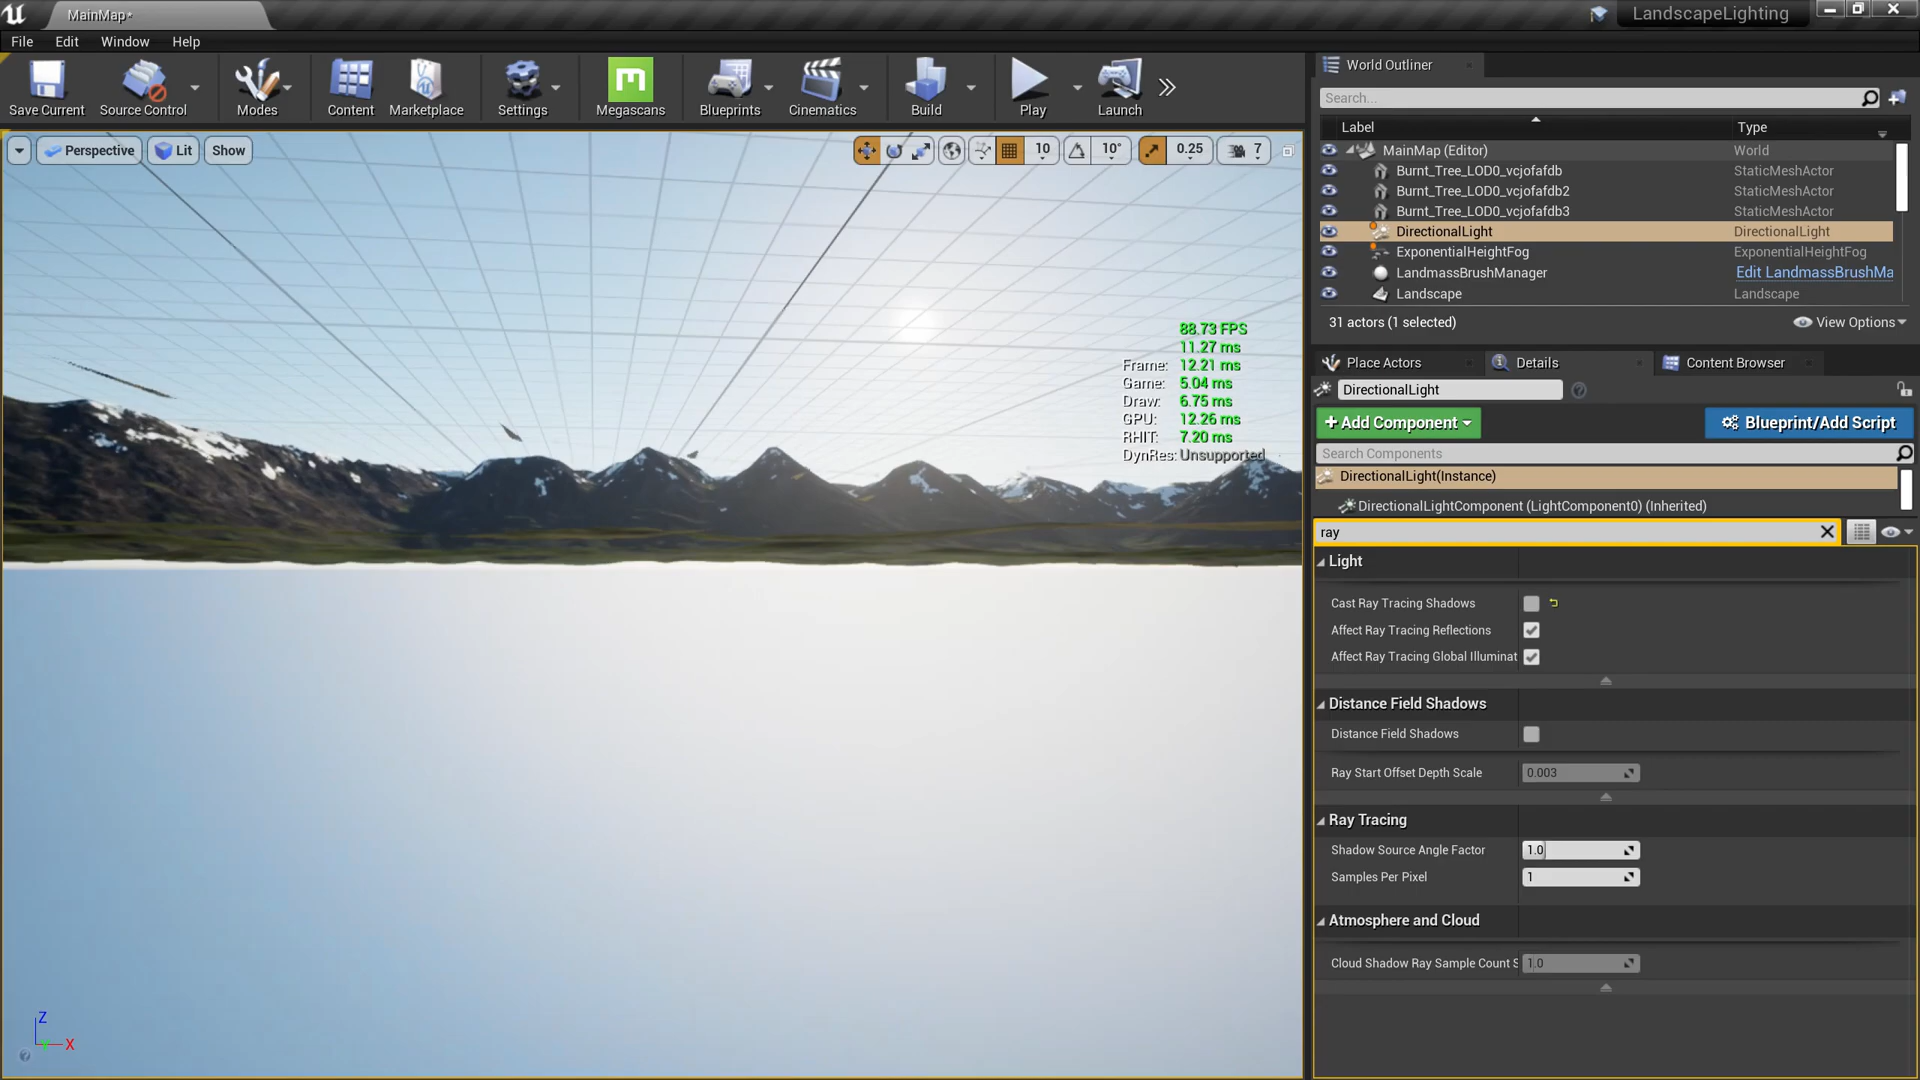 MainMap*
LandscapeLighting
File Edit Window Help
Save Current Source Control Modes Content Marketplace Settings Megascans Blueprints Cinematics Build Play Launch
Perspective Lit Show
10 10° 0.25 7
88.73 FPS
11.27 ms
Frame: 12.21 ms
Game: 5.04 ms
Draw: 6.75 ms
GPU: 12.26 ms
RHIT: 7.20 ms
DynRes: Unsupported
Z
X
World Outliner
Search...
Label Type
MainMap (Editor) World
Burnt_Tree_LOD0_vcjofafdb StaticMeshActor
Burnt_Tree_LOD0_vcjofafdb2 StaticMeshActor
Burnt_Tree_LOD0_vcjofafdb3 StaticMeshActor
DirectionalLight DirectionalLight
ExponentialHeightFog ExponentialHeightFog
LandmassBrushManager Edit LandmassBrushMa
Landscape Landscape
31 actors (1 selected) View Options
Place Actors Details Content Browser
DirectionalLight
+ Add Component Blueprint/Add Script
Search Components
DirectionalLight(Instance)
DirectionalLightComponent (LightComponent0) (Inherited)
ray
Light
Cast Ray Tracing Shadows
Affect Ray Tracing Reflections
Affect Ray Tracing Global Illuminat
Distance Field Shadows
Distance Field Shadows
Ray Start Offset Depth Scale 0.003
Ray Tracing
Shadow Source Angle Factor 1.0
Samples Per Pixel 1
Atmosphere and Cloud
Cloud Shadow Ray Sample Count S 1.0